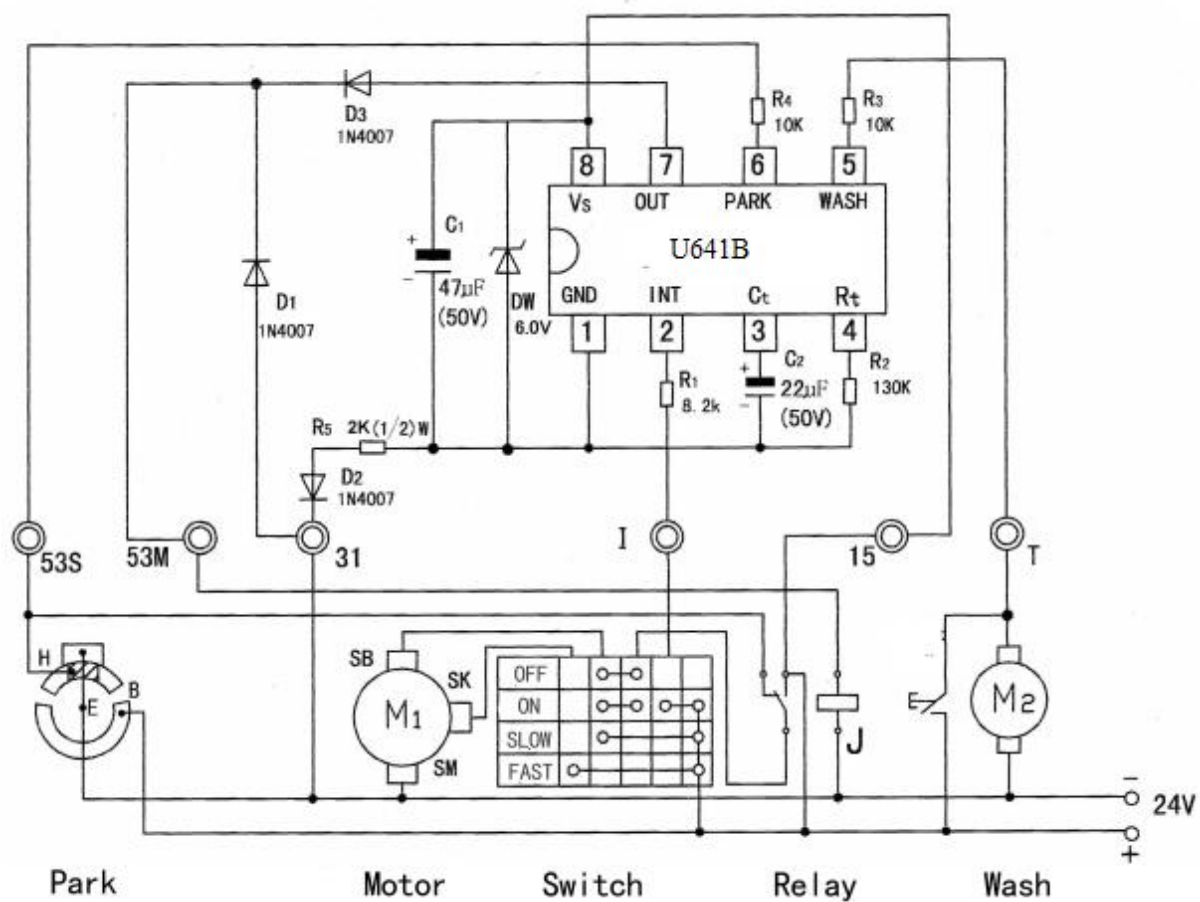 D3
1N4007
R4
10K
R3
10K
8 7 6 5
Vs OUT PARK WASH
U641B
GND INT Ct Rt
1 2 3 4
+
C1
-
47μF
(50V)
DW
6.0V
D1
1N4007
R1
8.2k
+
C2
22μF
-
(50V)
R2
130K
R5 2K(1/2)W
D2
1N4007
53S 53M 31 I 15 T
H
B
E
SB
SK
M1
SM
OFF
ON
SLOW
FAST
J
E
M2
-
24V
+
Park Motor Switch Relay Wash